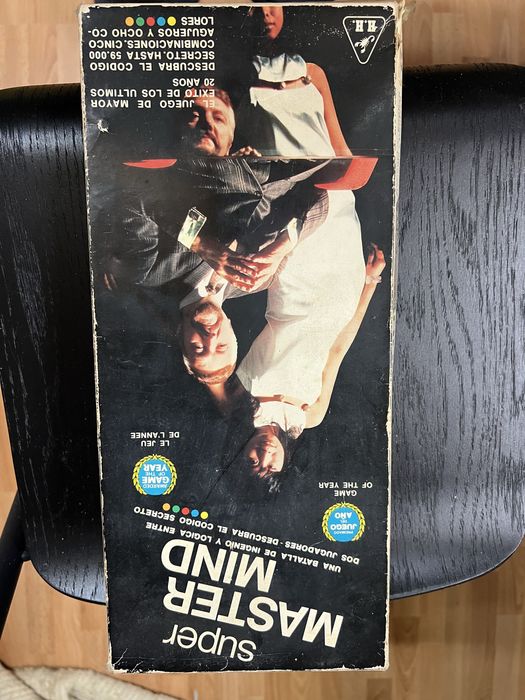 super
MASTER
MIND
UNA BATALLA DE INGENIO Y LOGICA ENTRE
DOS JUGADORES - DESCUBRA EL CODIGO SECRETO
PREMIADO
JUEGO
DEL
AÑO
GAME
OF THE YEAR
AWARDED
GAME
OF THE
YEAR
LE JEU
DE L'ANNEE
EL JUEGO DE MAYOR
EXITO DE LOS ULTIMOS
20 AÑOS
DESCUBRA EL CODIGO
SECRETO. HASTA 59.000
COMBINACIONES. CINCO
AGUJEROS Y OCHO CO-
LORES